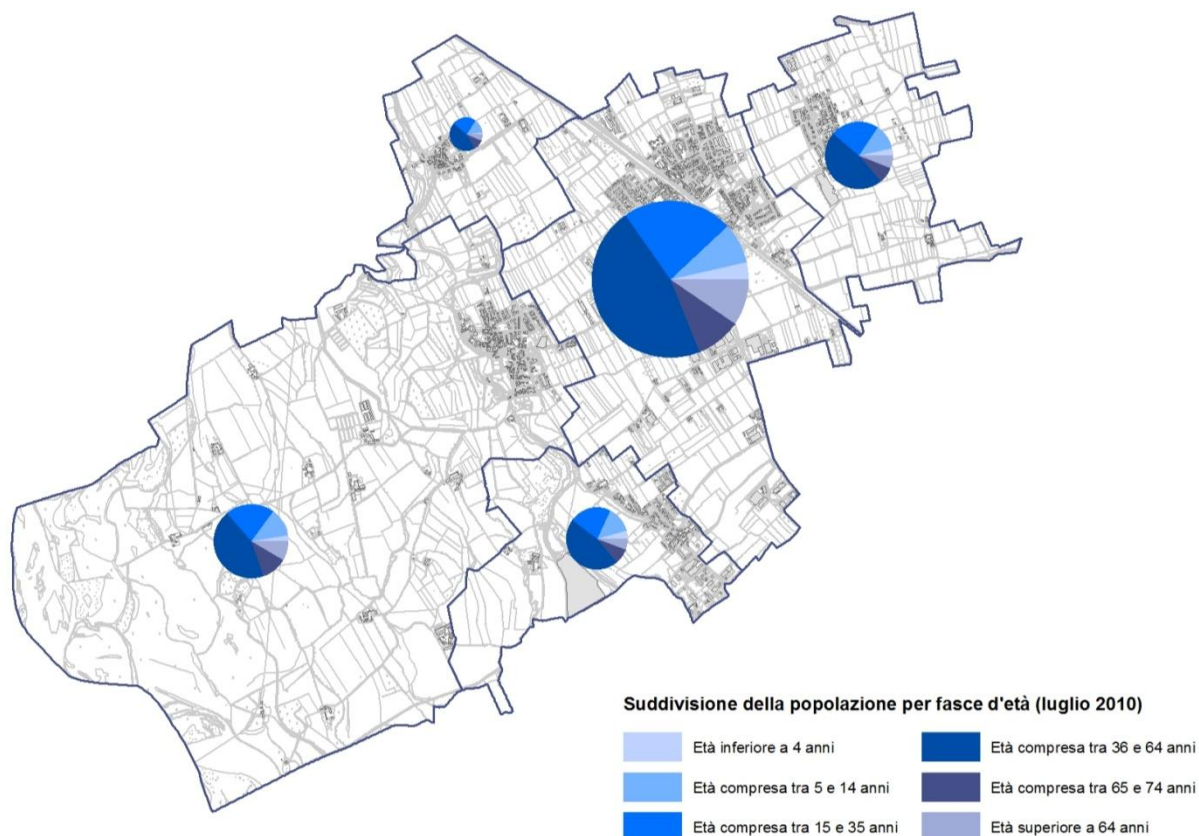 Suddivisione della popolazione per fasce d'età (luglio 2010)
Età inferiore a 4 anni
Età compresa tra 5 e 14 anni
Età compresa tra 15 e 35 anni
Età compresa tra 36 e 64 anni
Età compresa tra 65 e 74 anni
Età superiore a 64 anni